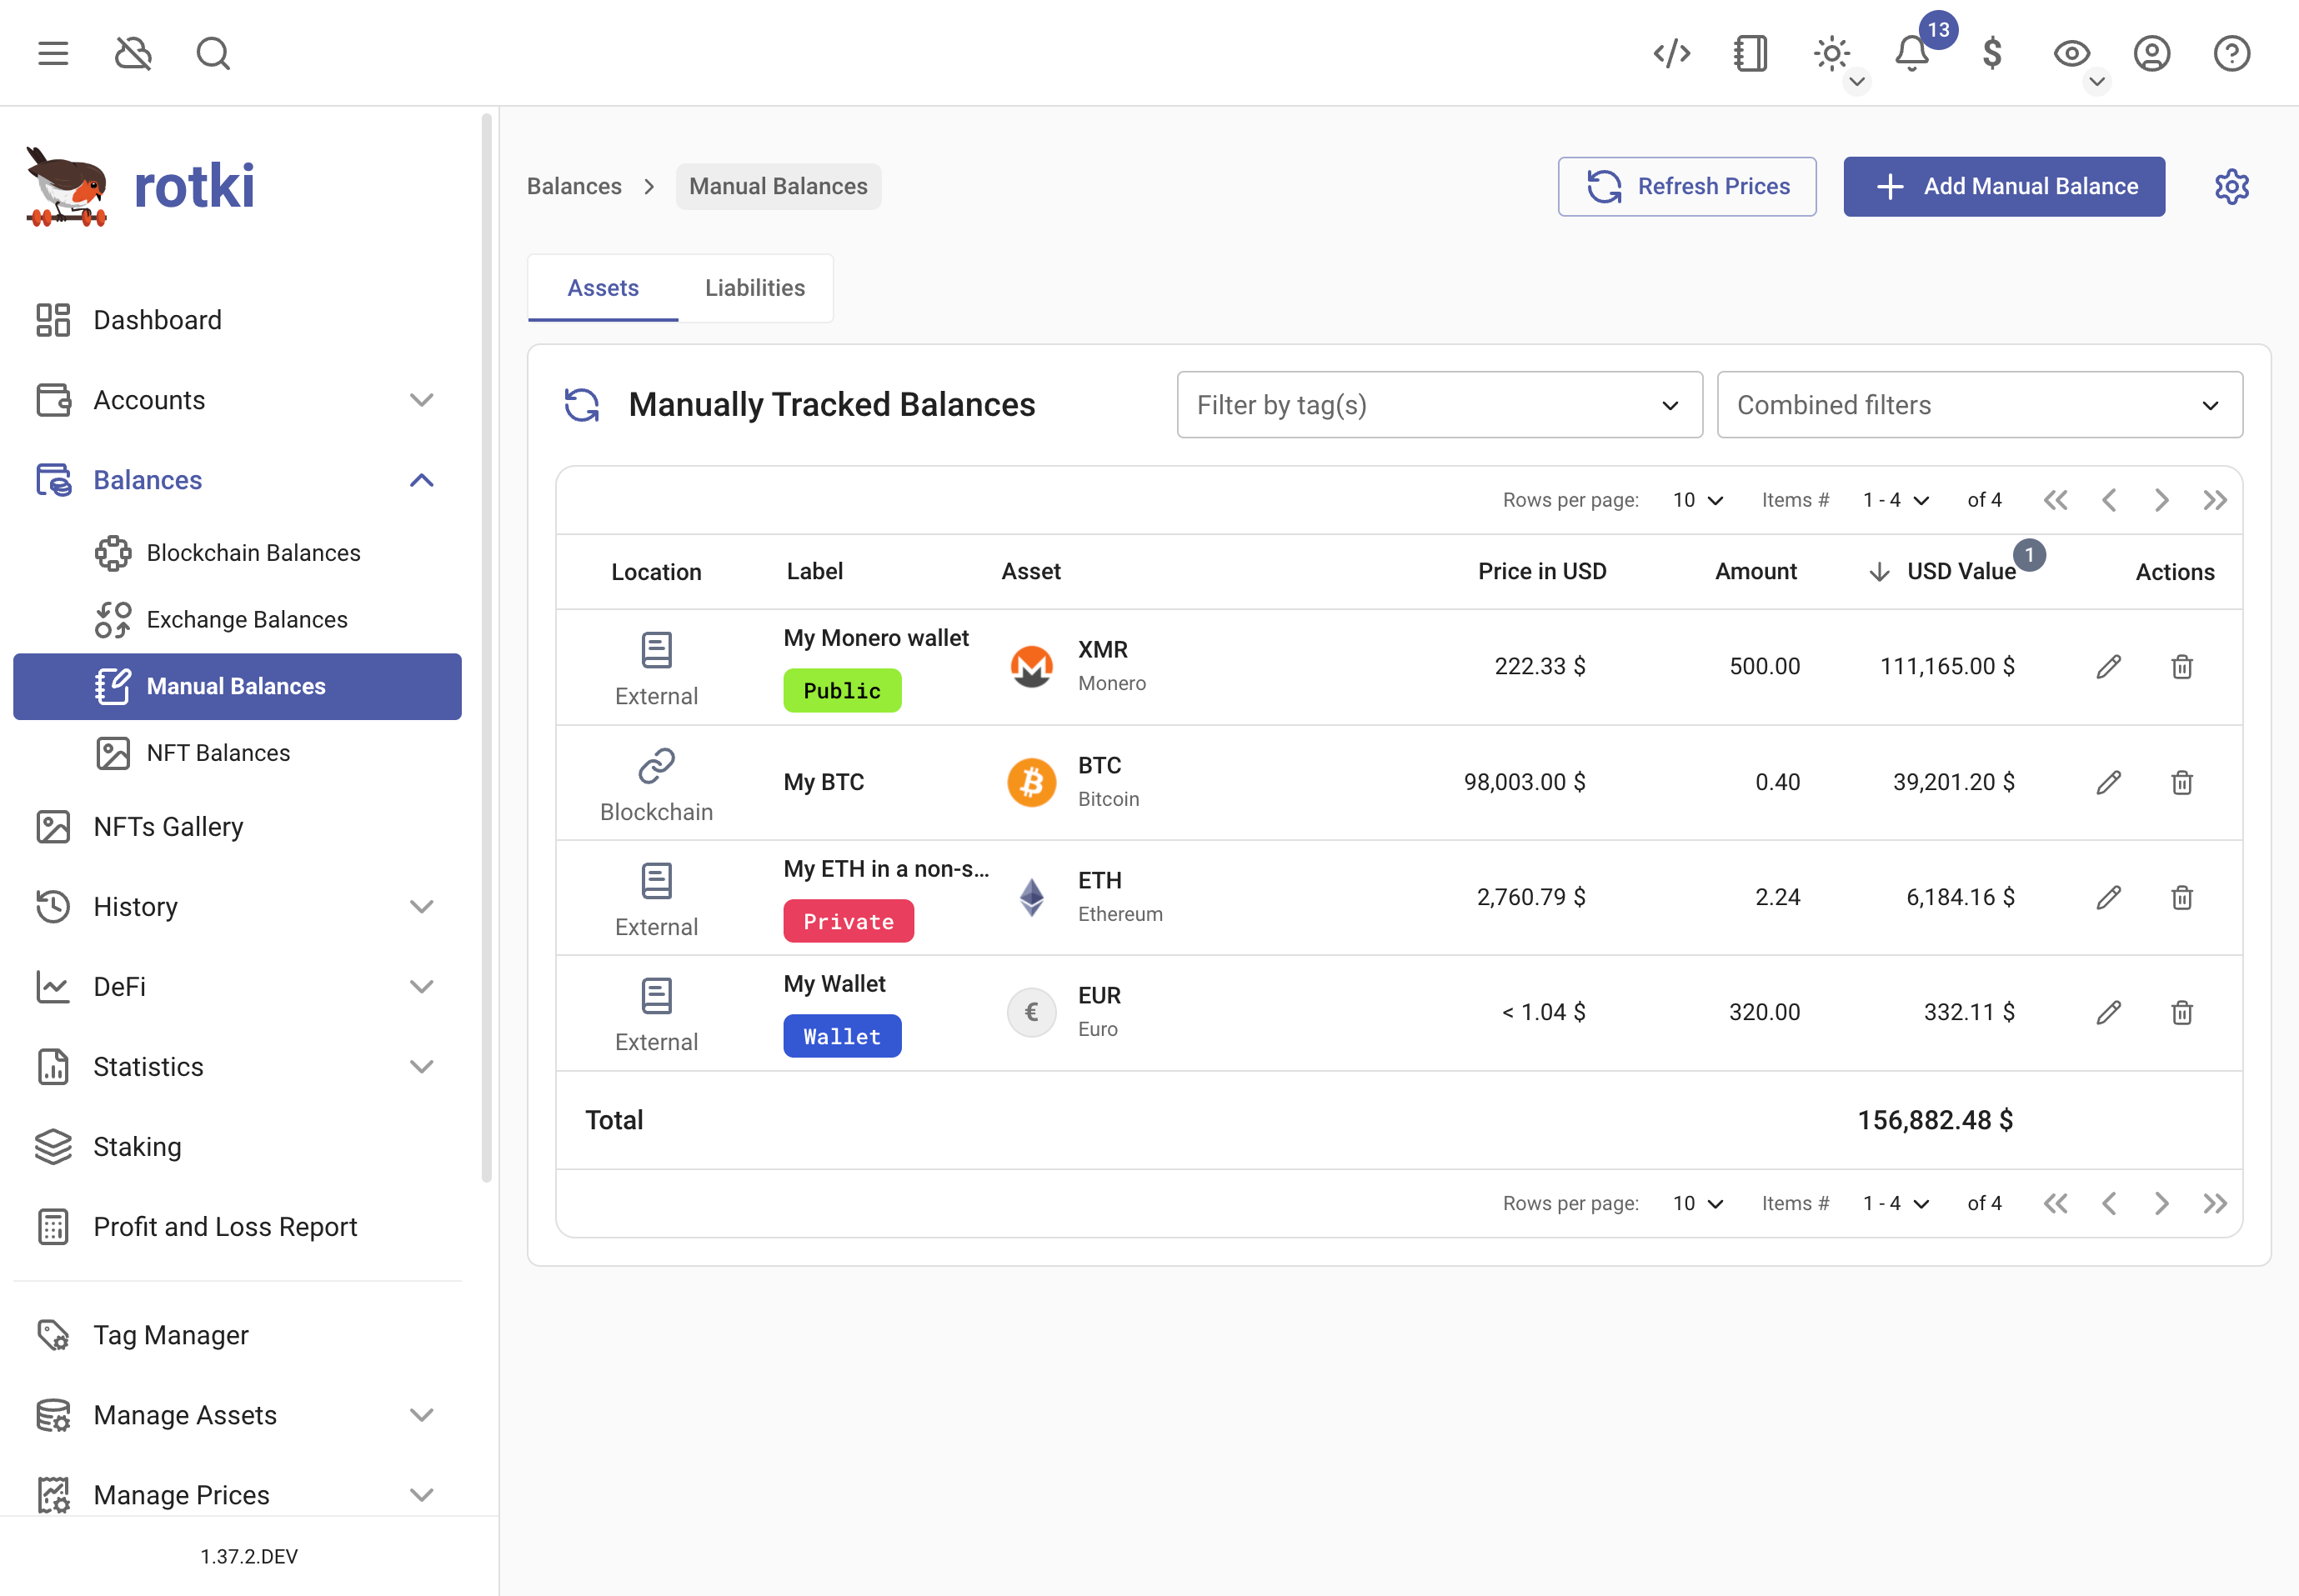 13
rotki
Dashboard
Accounts
Balances
Blockchain Balances
Exchange Balances
Manual Balances
NFT Balances
NFTs Gallery
History
DeFi
Statistics
Staking
Profit and Loss Report
Tag Manager
Manage Assets
Manage Prices
1.37.2.DEV
Balances Manual Balances
Refresh Prices
Add Manual Balance
Assets Liabilities
Manually Tracked Balances
Filter by tag(s)
Combined filters
Rows per page: 10 Items # 1 - 4 of 4
Location Label Asset Price in USD Amount USD Value 1 Actions
External My Monero wallet Public XMR Monero 222.33 $ 500.00 111,165.00 $
Blockchain My BTC BTC Bitcoin 98,003.00 $ 0.40 39,201.20 $
External My ETH in a non-s... Private ETH Ethereum 2,760.79 $ 2.24 6,184.16 $
External My Wallet Wallet € EUR Euro < 1.04 $ 320.00 332.11 $
Total 156,882.48 $
Rows per page: 10 Items # 1 - 4 of 4